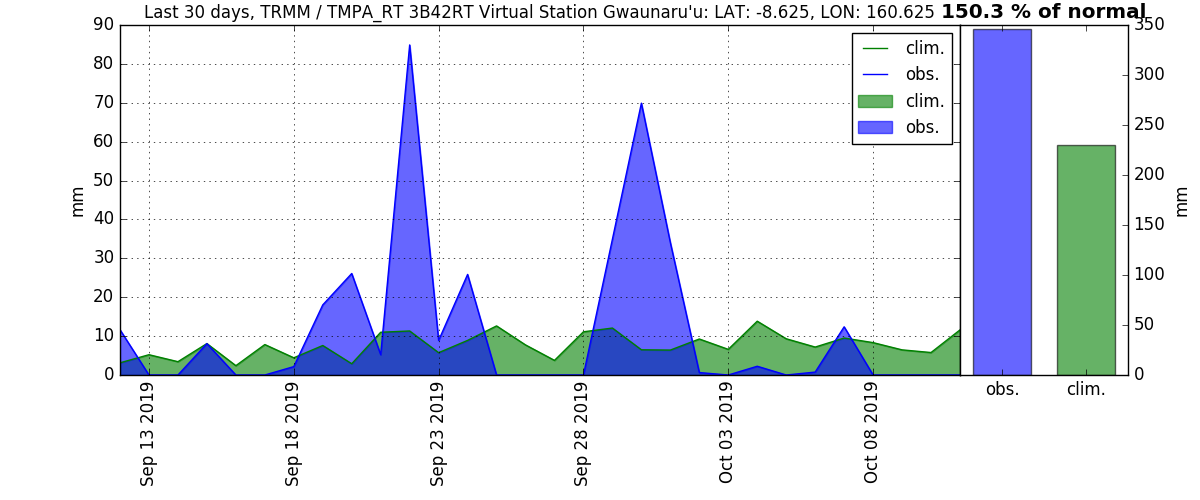 Last 30 days, TRMM / TMPA_RT 3B42RT Virtual Station Gwaunaru'u: LAT: -8.625, LON: 160.625 150.3 % of normal
90
80
70
60
50
40
30
20
10
0
mm
clim.
obs.
clim.
obs.
Sep 13 2019
Sep 18 2019
Sep 23 2019
Sep 28 2019
Oct 03 2019
Oct 08 2019
350
300
250
200
150
100
50
0
mm
obs. clim.